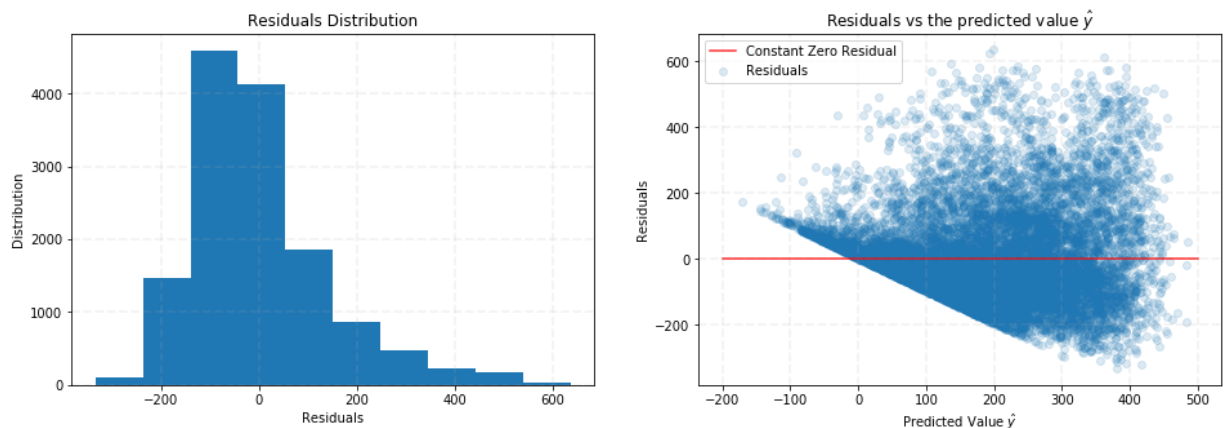 Residuals Distribution
Distribution
4000
3000
2000
1000
0
−200
0
200
400
600
Residuals
Residuals vs the predicted value ŷ
Constant Zero Residual
Residuals
Residuals
600
400
200
0
−200
−200
−100
0
100
200
300
400
500
Predicted Value ŷ